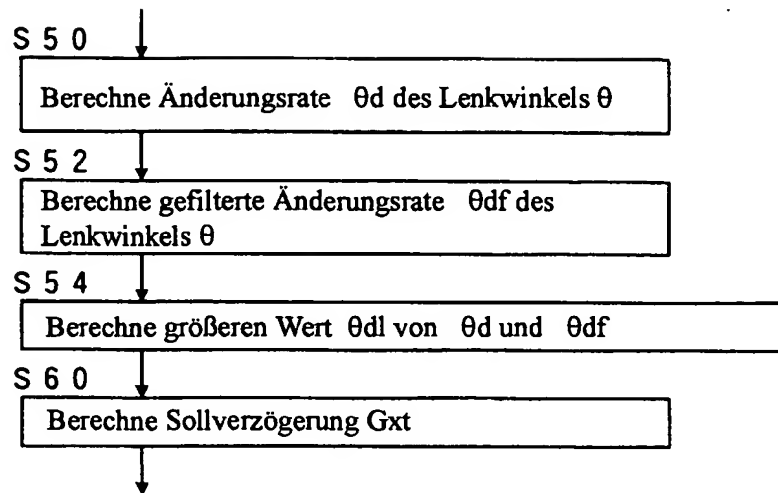 S 5 0
Berechne Änderungsrate θd des Lenkwinkels θ
S 5 2
Berechne gefilterte Änderungsrate θdf des
Lenkwinkels θ
S 5 4
Berechne größeren Wert θdl von θd und θdf
S 6 0
Berechne Sollverzögerung Gxt